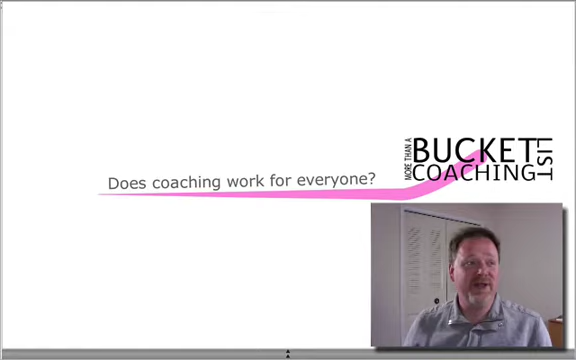 Does coaching work for everyone?
MORE THAN A
BUCKET
LIST
COACHING